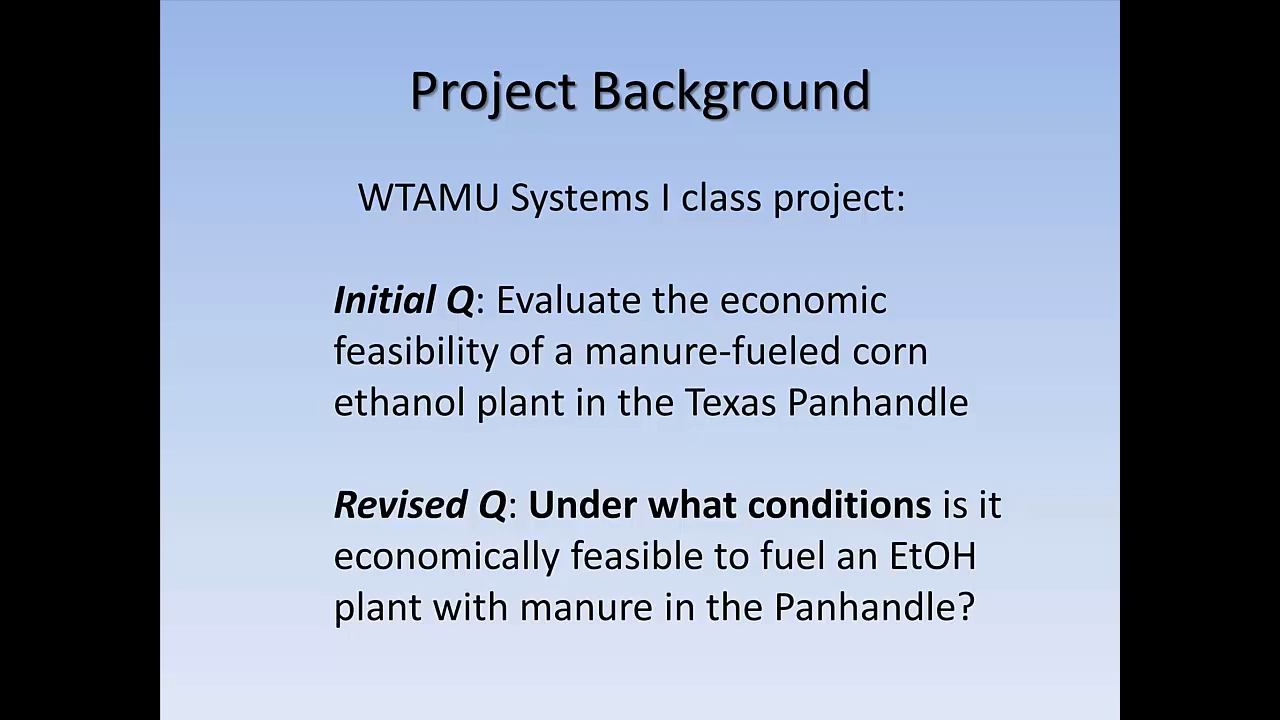 Project Background
WTAMU Systems I class project:
Initial Q: Evaluate the economic
feasibility of a manure-fueled corn
ethanol plant in the Texas Panhandle
Revised Q: Under what conditions is it
economically feasible to fuel an EtOH
plant with manure in the Panhandle?